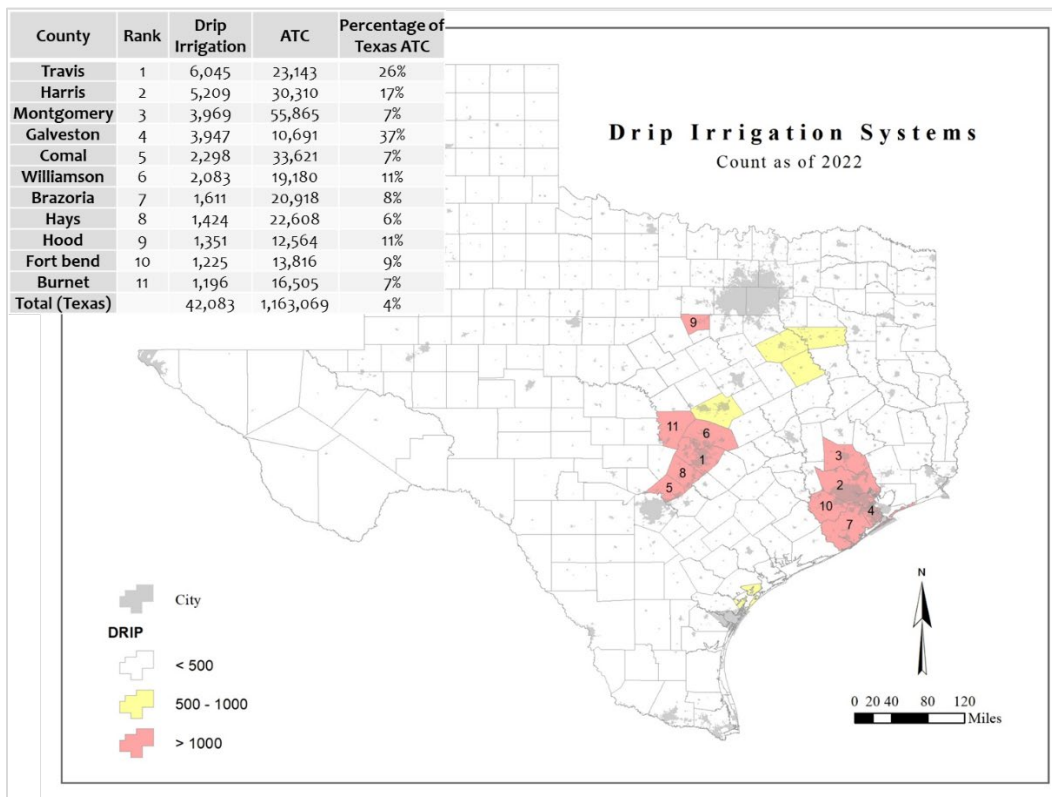 County Rank Drip Irrigation ATC Percentage of Texas ATC
Travis 1 6,045 23,143 26%
Harris 2 5,209 30,310 17%
Montgomery 3 3,969 55,865 7%
Galveston 4 3,947 10,691 37%
Comal 5 2,298 33,621 7%
Williamson 6 2,083 19,180 11%
Brazoria 7 1,611 20,918 8%
Hays 8 1,424 22,608 6%
Hood 9 1,351 12,564 11%
Fort bend 10 1,225 13,816 9%
Burnet 11 1,196 16,505 7%
Total (Texas) 42,083 1,163,069 4%
Drip Irrigation Systems
Count as of 2022
9
11
6
1
8
5
3
2
10
4
7
City
DRIP
< 500
500 - 1000
> 1000
N
0 20 40 80 120
Miles